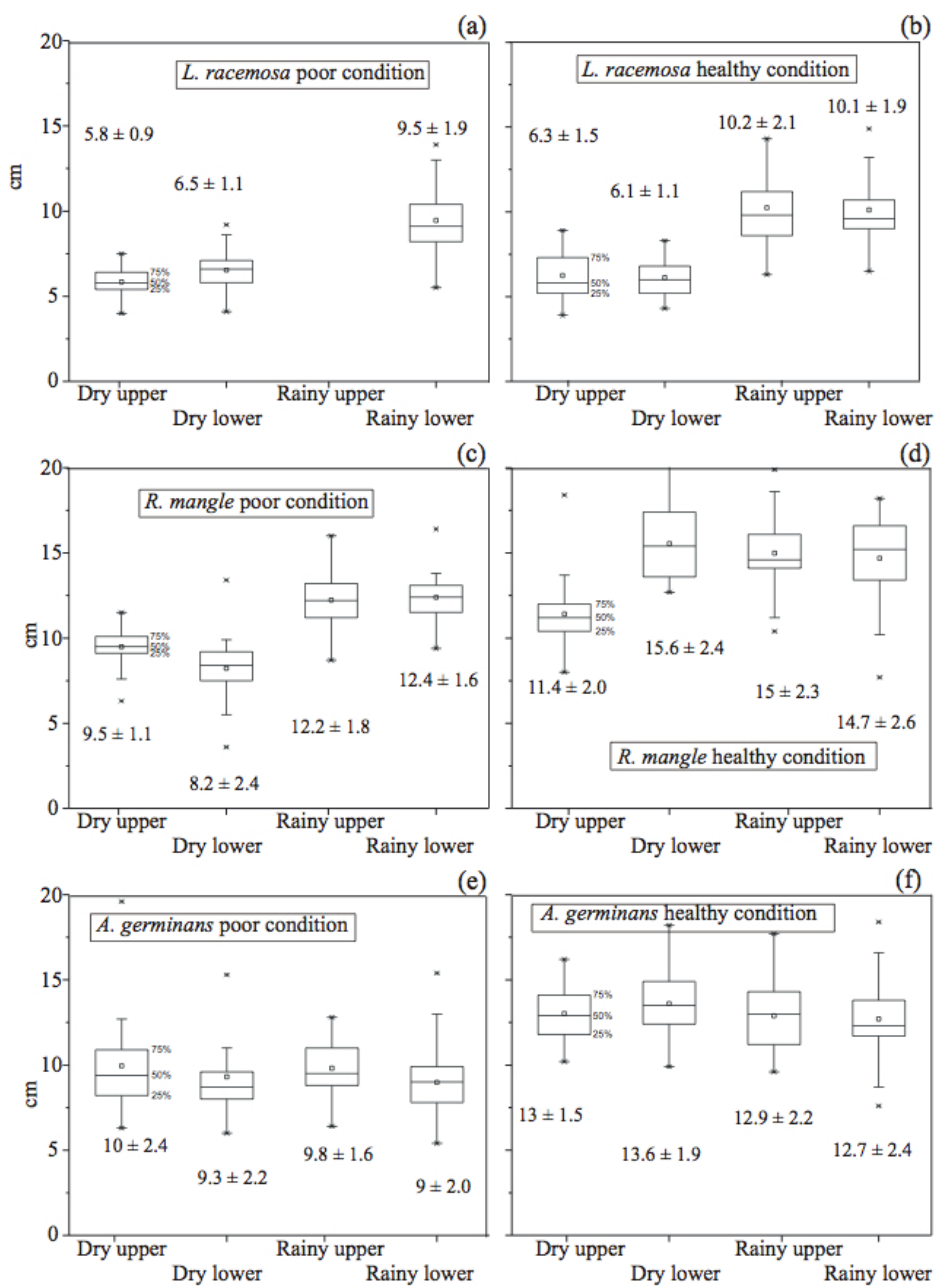 (a)
(b)
20
L. racemosa poor condition
L. racemosa healthy condition
15
5.8 ± 0.9
9.5 ± 1.9
6.3 ± 1.5
10.2 ± 2.1
10.1 ± 1.9
cm
6.5 ± 1.1
6.1 ± 1.1
10
75%
50%
25%
75%
50%
25%
5
0
Dry upper
Rainy upper
Dry upper
Rainy upper
Dry lower
Rainy lower
Dry lower
Rainy lower
(c)
(d)
20
R. mangle poor condition
15
cm
10
75%
50%
25%
75%
50%
25%
15.6 ± 2.4
11.4 ± 2.0
15 ± 2.3
14.7 ± 2.6
12.4 ± 1.6
5
9.5 ± 1.1
12.2 ± 1.8
8.2 ± 2.4
R. mangle healthy condition
0
Dry upper
Rainy upper
Dry upper
Rainy upper
Dry lower
Rainy lower
Dry lower
Rainy lower
(e)
(f)
20
A. germinans poor condition
A. germinans healthy condition
15
cm
10
75%
50%
25%
75%
50%
25%
5
10 ± 2.4
9.3 ± 2.2
9.8 ± 1.6
9 ± 2.0
13 ± 1.5
13.6 ± 1.9
12.9 ± 2.2
12.7 ± 2.4
0
Dry upper
Rainy upper
Dry upper
Rainy upper
Dry lower
Rainy lower
Dry lower
Rainy lower